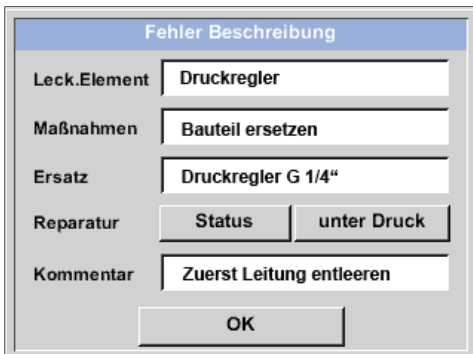 Fehler Beschreibung
Leck.Element Druckregler
Maßnahmen Bauteil ersetzen
Ersatz Druckregler G 1/4“
Reparatur Status unter Druck
Kommentar Zuerst Leitung entleeren
OK